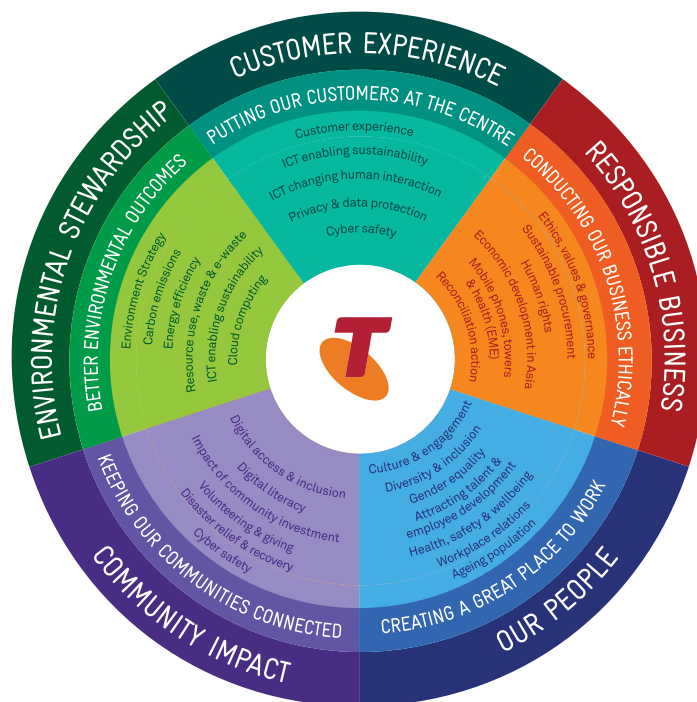 CUSTOMER EXPERIENCE
PUTTING OUR CUSTOMERS AT THE CENTRE
Customer experience
ICT enabling sustainability
ICT changing human interaction
Privacy & data protection
Cyber safety
RESPONSIBLE BUSINESS
CONDUCTING OUR BUSINESS ETHICALLY
Ethics, values & governance
Sustainable procurement
Human rights
Economic development in Asia
Mobile phones, towers
& health (EME)
Reconciliation action
OUR PEOPLE
CREATING A GREAT PLACE TO WORK
Culture & engagement
Diversity & inclusion
Gender equality
Attracting talent &
employee development
Health, safety & wellbeing
Workplace relations
Ageing population
COMMUNITY IMPACT
KEEPING OUR COMMUNITIES CONNECTED
Digital access & inclusion
Digital literacy
Impact of community investment
Volunteering & giving
Disaster relief & recovery
Cyber safety
ENVIRONMENTAL STEWARDSHIP
BETTER ENVIRONMENTAL OUTCOMES
Environment Strategy
Carbon emissions
Energy efficiency
Resource use, waste & e-waste
ICT enabling sustainability
Cloud computing
T